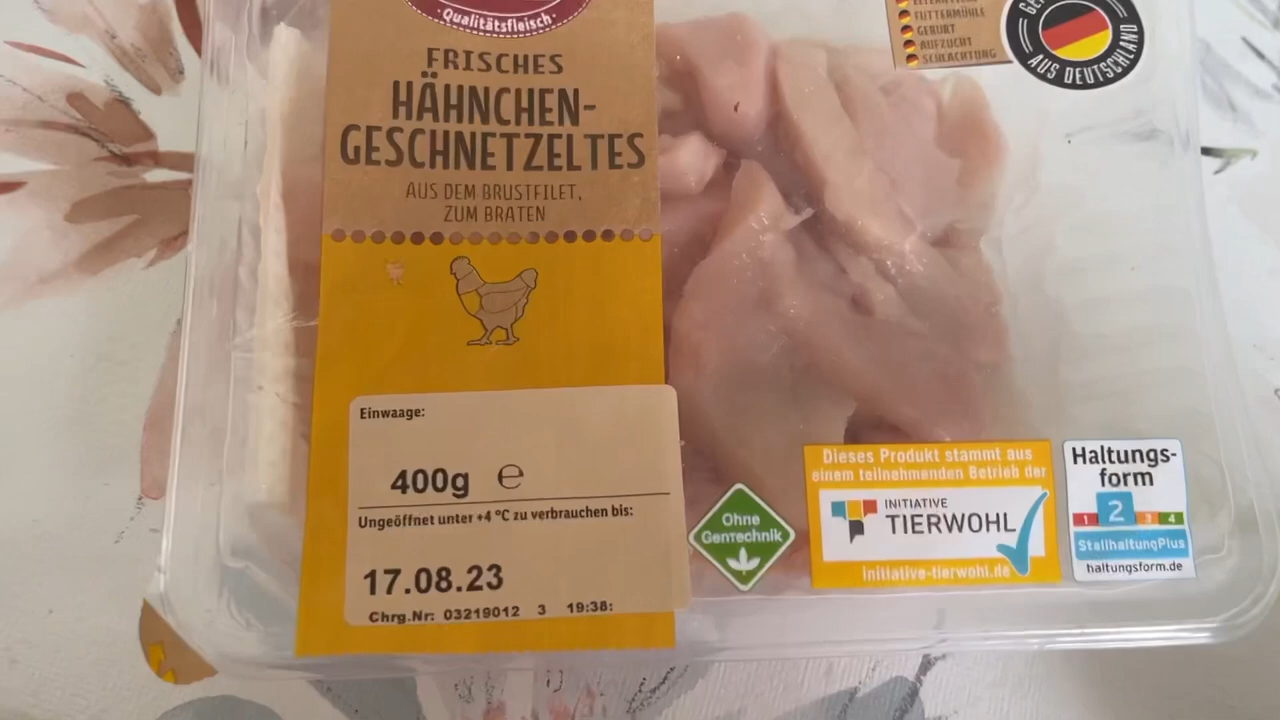 Qualitätsfleisch
FRISCHES
HÄHNCHEN-
GESCHNETZELTES
AUS DEM BRUSTFILET,
ZUM BRATEN
Einwaage:
400g ℮
Ungeöffnet unter +4 °C zu verbrauchen bis:
17.08.23
Chrg.Nr: 03219012 3 19:38:
FUTTERMÜHLE
GEBURT
AUFZUCHT
SCHLACHTUNG
AUS DEUTSCHLAND
Ohne
Gentechnik
Dieses Produkt stammt aus
einem teilnehmenden Betrieb der
INITIATIVE
TIERWOHL
initiative-tierwohl.de
Haltungs-
form
1 2 3 4
StallhaltungPlus
haltungsform.de